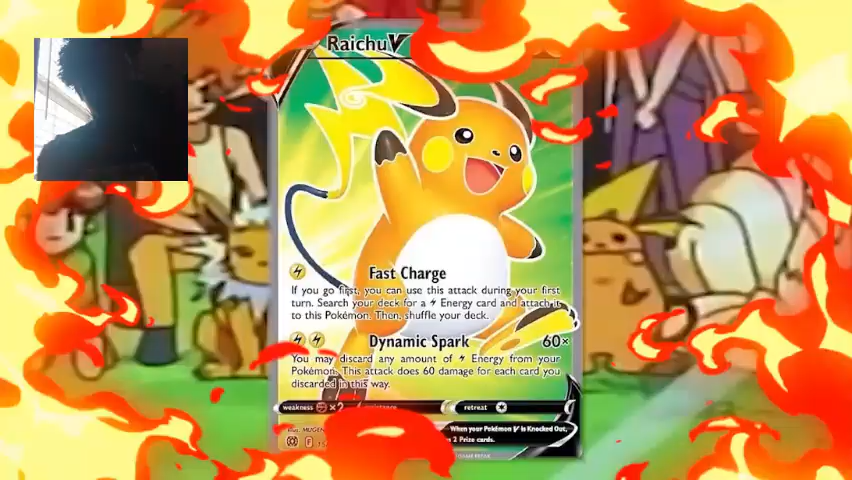 Raichu V
Fast Charge
If you go first, you can use this attack during your first
turn. Search your deck for a Energy card and attach it
to this Pokémon. Then, shuffle your deck.
Dynamic Spark 60×
You may discard any amount of Energy from your
Pokémon. This attack does 60 damage for each card you
discarded in this way.
weakness ×2 resistance retreat
When your Pokémon V is Knocked Out,
2 Prize cards.